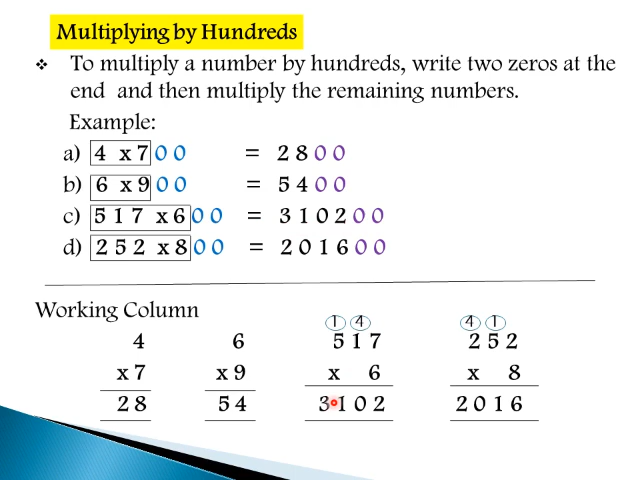 Multiplying by Hundreds
❖ To multiply a number by hundreds, write two zeros at the
end and then multiply the remaining numbers.
Example:
a) 4 x 7 0 0 = 2 8 0 0
b) 6 x 9 0 0 = 5 4 0 0
c) 5 1 7 x 6 0 0 = 3 1 0 2 0 0
d) 2 5 2 x 8 0 0 = 2 0 1 6 0 0
Working Column
1 4 4 1
4 6 5 1 7 2 5 2
x 7 x 9 x 6 x 8
2 8 5 4 3 1 0 2 2 0 1 6